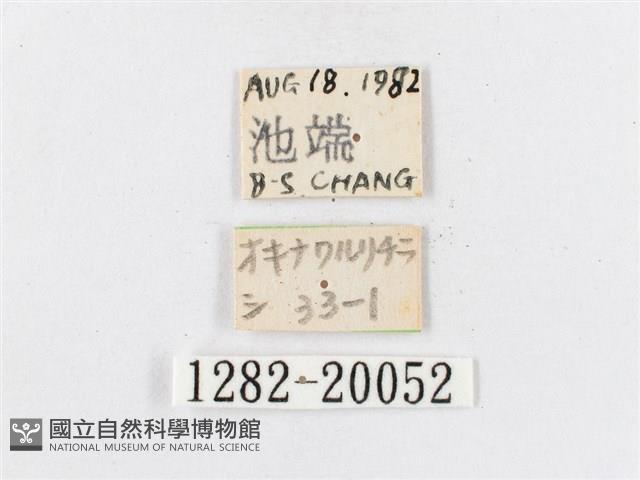 AUG 18. 1982
池端
B-S CHANG
オキナワルリチラ
シ 33-1
1282-20052
國立自然科學博物館
NATIONAL MUSEUM OF NATURAL SCIENCE